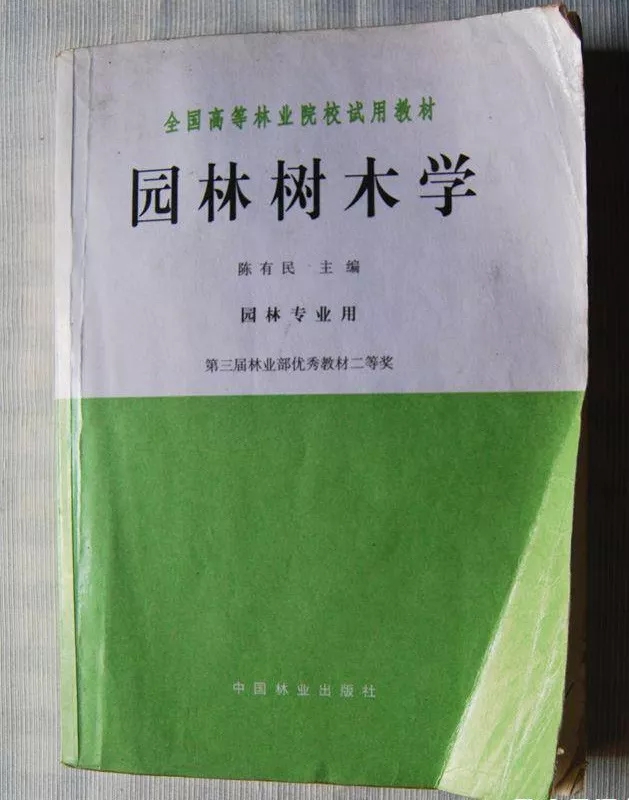 全国高等林业院校试用教材
园林树木学
陈有民 主编
园林专业用
第三届林业部优秀教材二等奖
中国林业出版社